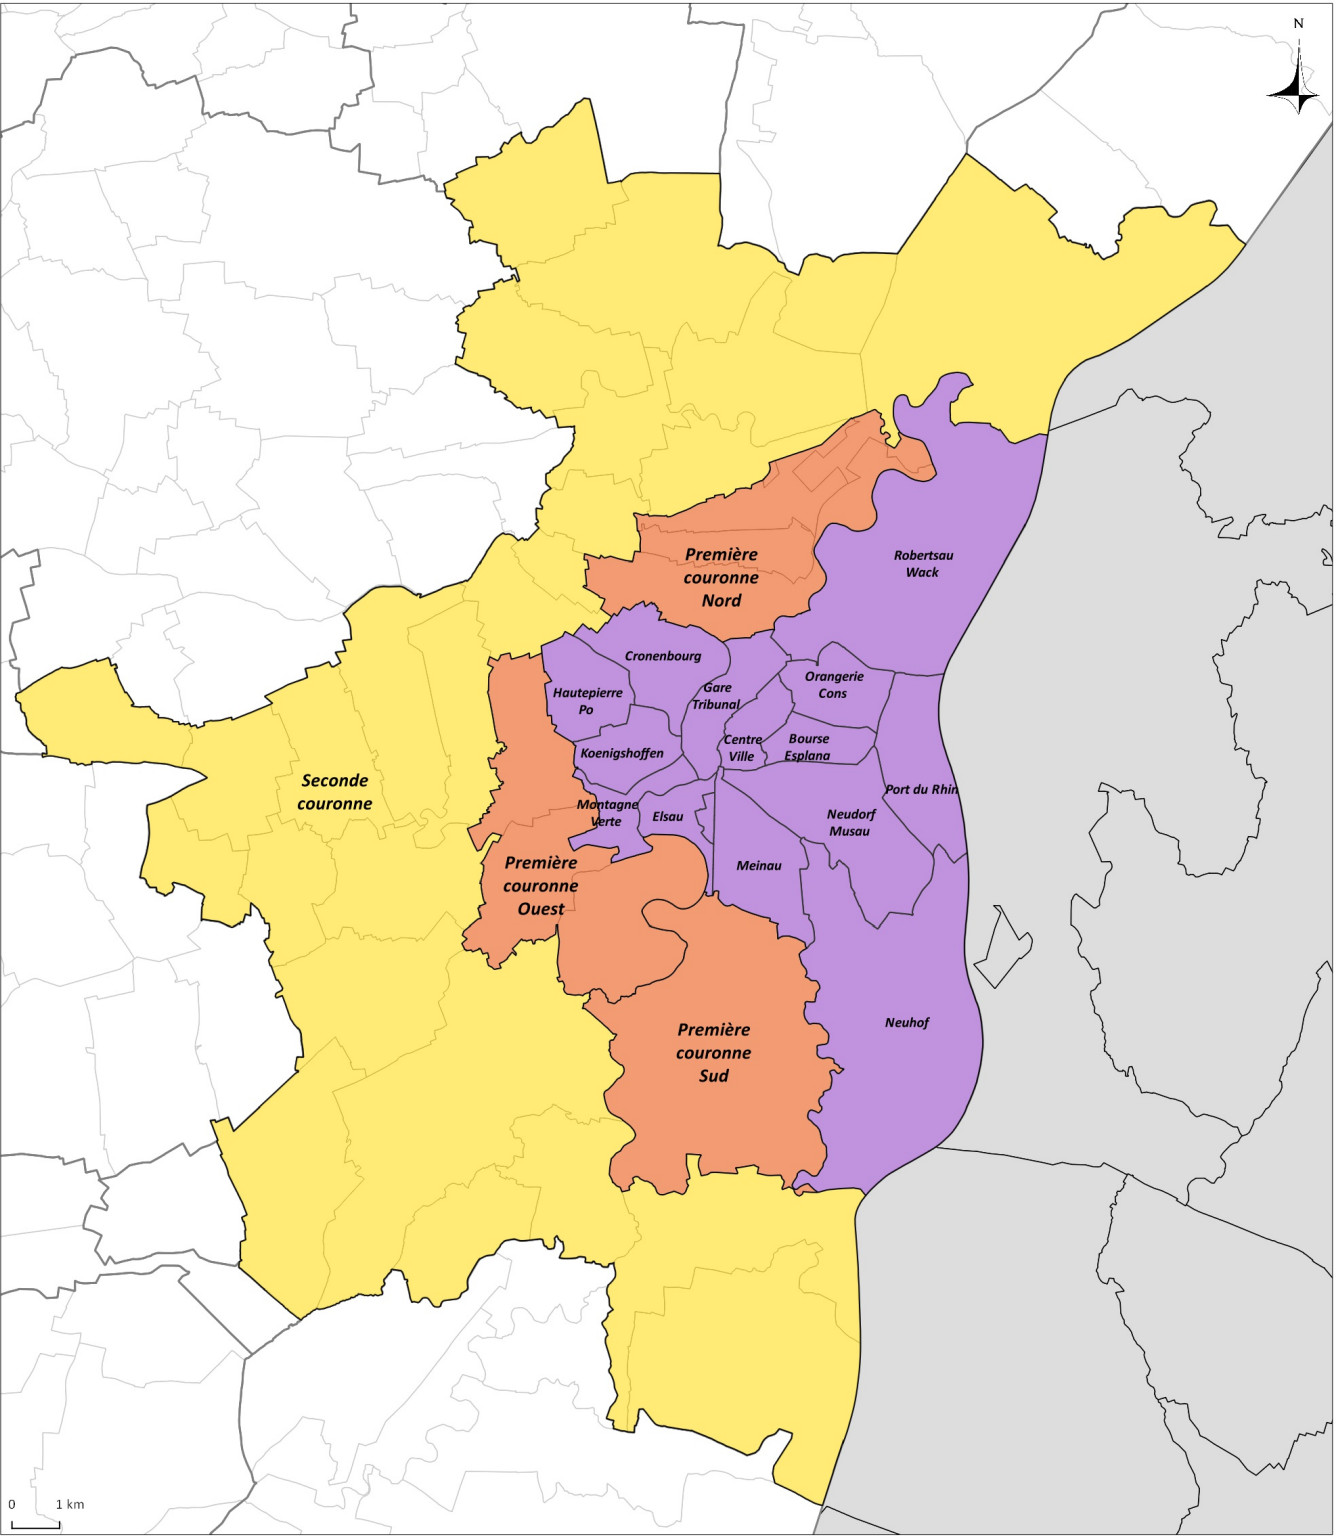 N
Robertsau
Wack
Première
couronne
Nord
Cronenbourg
Orangerie
Cons
Hautepierre
Po
Gare
Tribunal
Centre
Ville
Bourse
Esplana
Koenigshoffen
Seconde
couronne
Port du Rhin
Montagne
Verte
Elsau
Neudorf
Musau
Meinau
Première
couronne
Ouest
Neuhof
Première
couronne
Sud
0 1 km